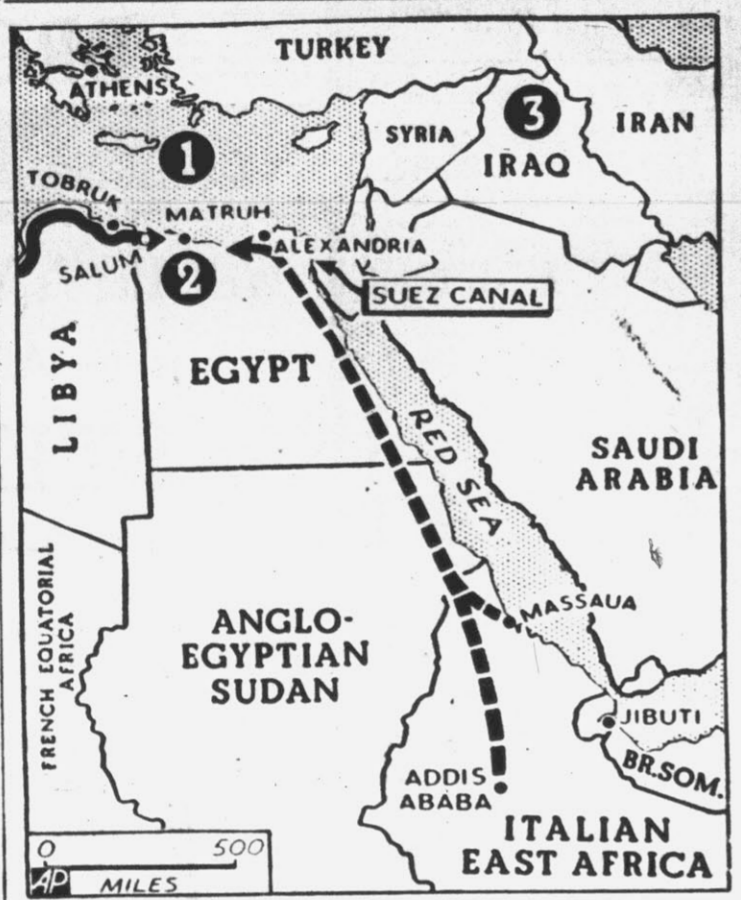 TURKEY
ATHENS
1
SYRIA
3
IRAQ
IRAN
TOBRUK
MATRUH
SALUM
2
ALEXANDRIA
SUEZ CANAL
LIBYA
EGYPT
RED SEA
SAUDI
ARABIA
FRENCH EQUATORIAL
AFRICA
ANGLO-
EGYPTIAN
SUDAN
MASSAUA
JIBUTI
BR. SOM.
ADDIS
ABABA
ITALIAN
EAST AFRICA
0 500
AP MILES